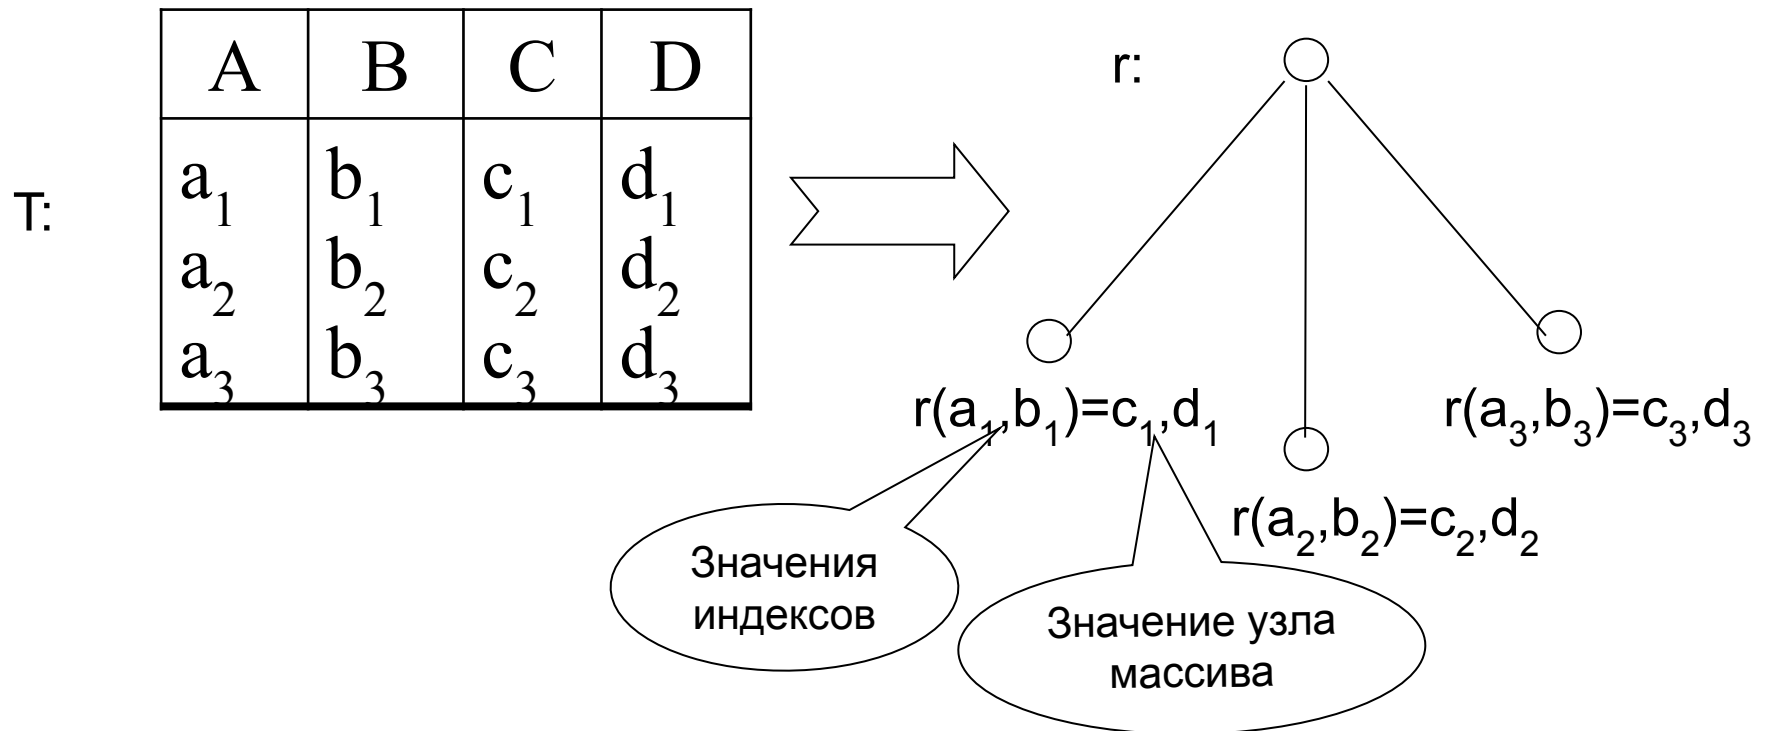 A B C D
r:
T:
a1 b1 c1 d1
a2 b2 c2 d2
a3 b3 c3 d3
r(a1,b1)=c1,d1
r(a3,b3)=c3,d3
r(a2,b2)=c2,d2
Значения
индексов
Значение узла
массива